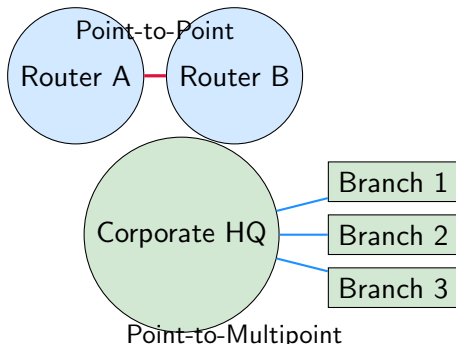 Point-to-Point
Router A
Router B
Corporate HQ
Branch 1
Branch 2
Branch 3
Point-to-Multipoint